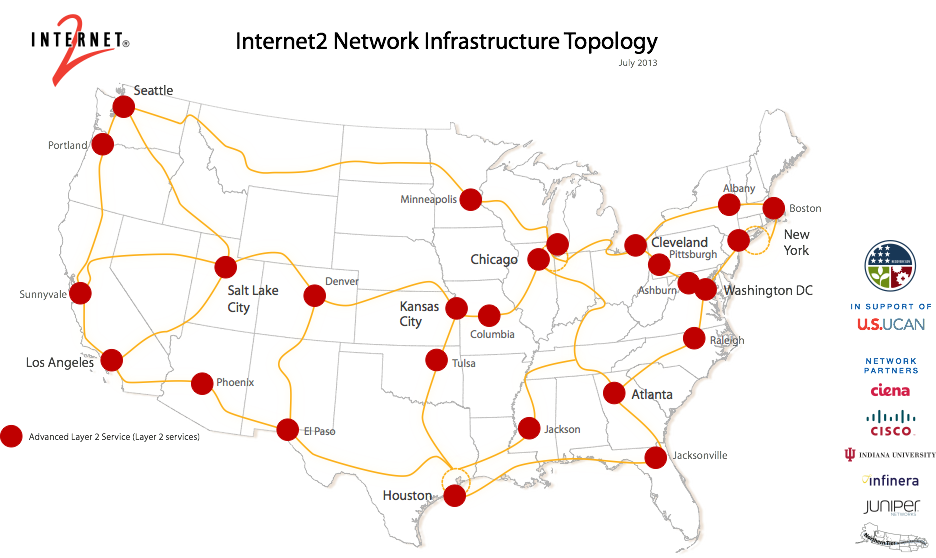 INTERNET
2
®
Internet2 Network Infrastructure Topology
July 2013
Seattle
Portland
Minneapolis
Albany
Boston
New
York
Cleveland
Pittsburgh
Chicago
Ashburn
Washington DC
Salt Lake
City
Denver
Sunnyvale
Kansas
City
Columbia
Raleigh
Los Angeles
Tulsa
Phoenix
Atlanta
El Paso
Jackson
Jacksonville
Houston
Advanced Layer 2 Service (Layer 2 services)
IN SUPPORT OF
U.S.UCAN
NETWORK
PARTNERS
ciena
CISCO
INDIANA UNIVERSITY
infinera
JUNIPER
NETWORKS